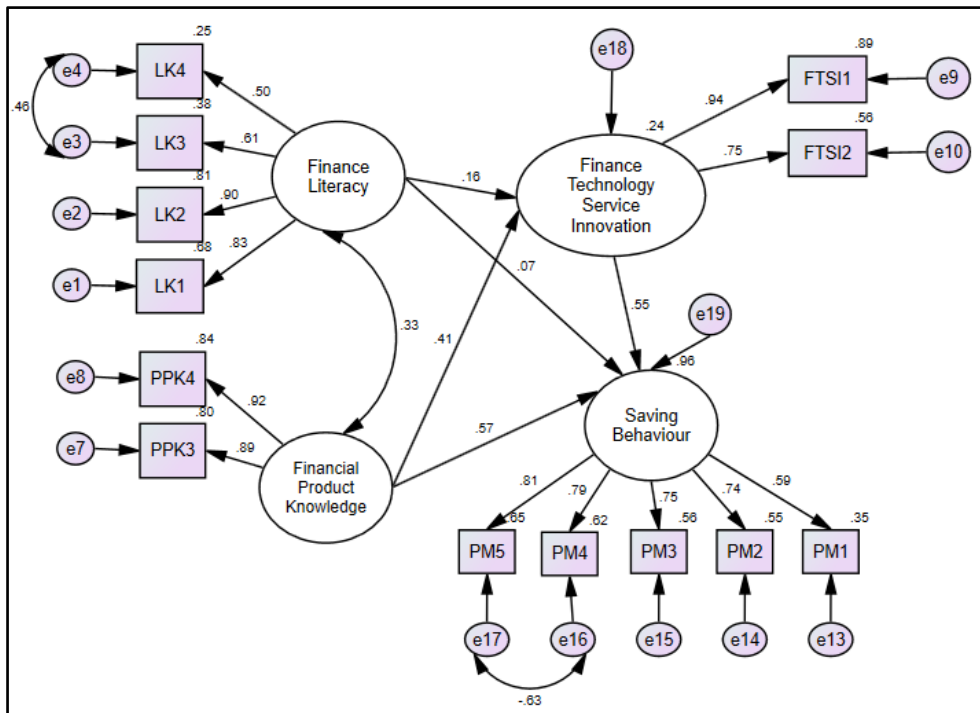 .25
e4
LK4
.50
.46
.38
e3
LK3
.61
.81
e2
LK2
.90
.68
e1
LK1
.83
Finance
Literacy
.84
e8
PPK4
.92
.80
e7
PPK3
.89
Financial
Product
Knowledge
.33
.16
.07
.41
.57
e18
.24
Finance
Technology
Service
Innovation
.94
.89
FTSI1
e9
.75
.56
FTSI2
e10
.55
e19
.96
Saving
Behaviour
.81
.79
.75
.74
.59
.65
.62
.56
.55
.35
PM5
PM4
PM3
PM2
PM1
e17
e16
e15
e14
e13
-.63